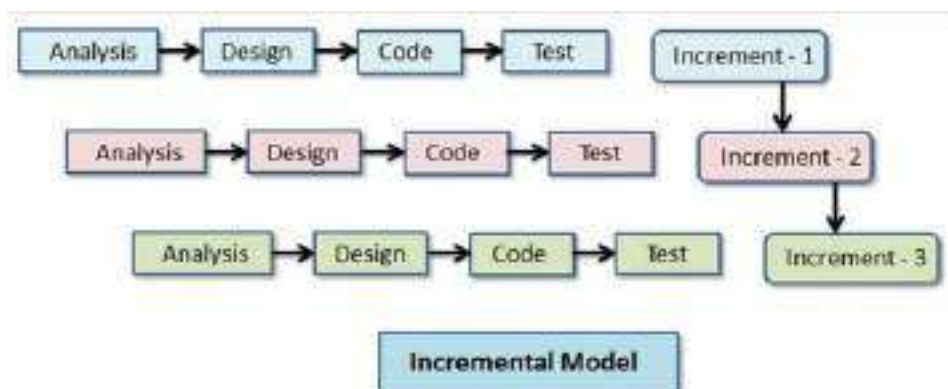 Analysis Design Code Test Increment - 1
Analysis Design Code Test Increment - 2
Analysis Design Code Test Increment - 3
Incremental Model